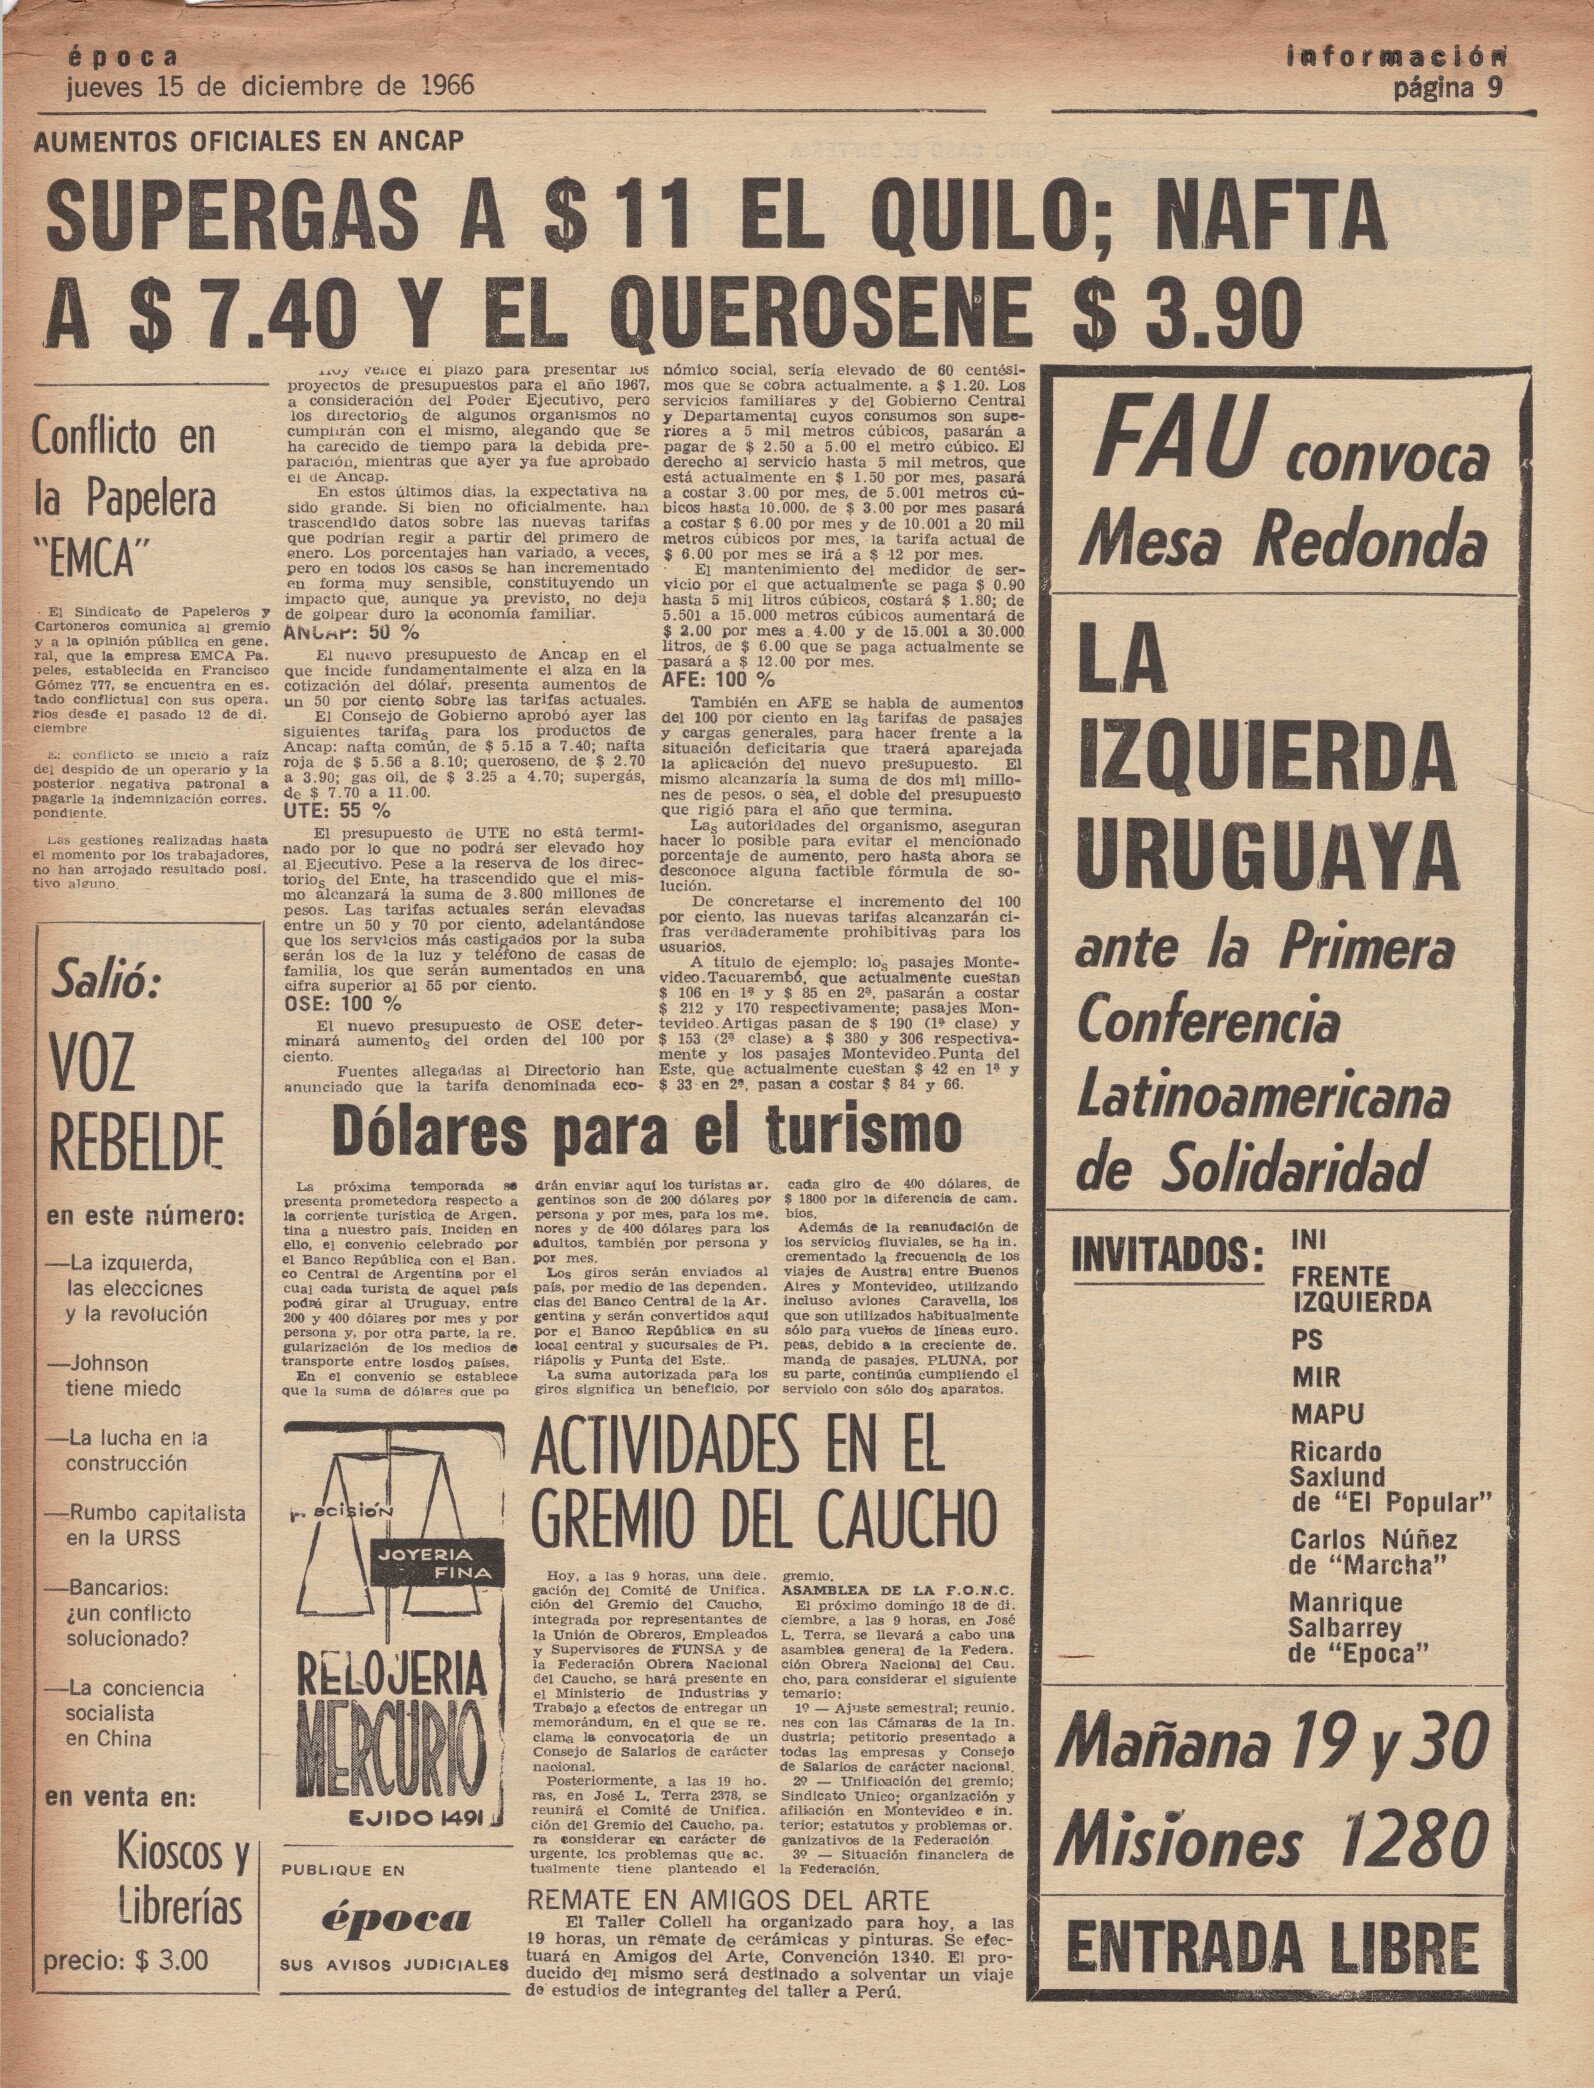 época
jueves 15 de diciembre de 1966
información
página 9
AUMENTOS OFICIALES EN ANCAP
SUPERGAS A $ 11 EL QUILO; NAFTA
A $ 7.40 Y EL QUEROSENE $ 3.90
Conflicto en
la Papelera
"EMCA"
El Sindicato de Papeleros y
Cartoneros comunica al gremio
y a la opinión pública en gene.
ral, que la empresa EMCA Pa.
peles, establecida en Francisco
Gómez 777, se encuentra en es.
tado conflictual con sus opera.
rios desde el pasado 12 de di.
ciembre
El conflicto se inicio a raíz
del despido de un operario y la
posterior negativa patronal a
pagarle la indemnización corres.
pondiente.
Las gestiones realizadas hasta
el momento por los trabajadores,
no han arrojado resultado posi.
tivo alguno.
Salió:
VOZ
REBELDE
en este número:
—La izquierda,
las elecciones
y la revolución
—Johnson
tiene miedo
—La lucha en la
construcción
—Rumbo capitalista
en la URSS
—Bancarios:
¿un conflicto
solucionado?
—La conciencia
socialista
en China
en venta en:
Kioscos y
Librerías
precio: $ 3.00
Hoy vence el plazo para presentar los
proyectos de presupuestos para el año 1967,
a consideración del Poder Ejecutivo, pero
los directorios de algunos organismos no
cumplirán con el mismo, alegando que se
ha carecido de tiempo para la debida pre-
paración, mientras que ayer ya fue aprobado
el de Ancap.
En estos últimos días, la expectativa ha
sido grande. Si bien no oficialmente, han
trascendido datos sobre las nuevas tarifas
que podrían regir a partir del primero de
enero. Los porcentajes han variado, a veces,
pero en todos los casos se han incrementado
en forma muy sensible, constituyendo un
impacto que, aunque ya previsto, no deja
de golpear duro la economía familiar.
ANCAP: 50 %
El nuevo presupuesto de Ancap en el
que incide fundamentalmente el alza en la
cotización del dólar, presenta aumentos de
un 50 por ciento sobre las tarifas actuales.
El Consejo de Gobierno aprobó ayer las
siguientes tarifas para los productos de
Ancap: nafta común, de $ 5.15 a 7.40; nafta
roja de $ 5.56 a 8.10; queroseno, de $ 2.70
a 3.90; gas oil, de $ 3.25 a 4.70; supergás,
de $ 7.70 a 11.00.
UTE: 55 %
El presupuesto de UTE no está termi-
nado por lo que no podrá ser elevado hoy
al Ejecutivo. Pese a la reserva de los direc-
torios del Ente, ha trascendido que el mis-
mo alcanzará la suma de 3.800 millones de
pesos. Las tarifas actuales serán elevadas
entre un 50 y 70 por ciento, adelantándose
que los servicios más castigados por la suba
serán los de la luz y teléfono de casas de
familia, los que serán aumentados en una
cifra superior al 55 por ciento.
OSE: 100 %
El nuevo presupuesto de OSE deter-
minará aumentos del orden del 100 por
ciento.
Fuentes allegadas al Directorio han
anunciado que la tarifa denominada eco-
nómico social, sería elevado de 60 centési-
mos que se cobra actualmente, a $ 1.20. Los
servicios familiares y del Gobierno Central
y Departamental cuyos consumos son supe-
riores a 5 mil metros cúbicos, pasarán a
pagar de $ 2.50 a 5.00 el metro cúbico. El
derecho al servicio hasta 5 mil metros, que
está actualmente en $ 1.50 por mes, pasará
a costar 3.00 por mes, de 5.001 metros cú-
bicos hasta 10.000, de $ 3.00 por mes pasará
a costar $ 6.00 por mes y de 10.001 a 20 mil
metros cúbicos por mes, la tarifa actual de
$ 6.00 por mes se irá a $ 12 por mes.
El mantenimiento del medidor de ser-
vicio por el que actualmente se paga $ 0.90
hasta 5 mil litros cúbicos, costará $ 1.80; de
5.501 a 15.000 metros cúbicos aumentará de
$ 2.00 por mes a 4.00 y de 15.001 a 30.000
litros, de $ 6.00 que se paga actualmente se
pasará a $ 12.00 por mes.
AFE: 100 %
También en AFE se habla de aumentos
del 100 por ciento en las tarifas de pasajes
y cargas generales, para hacer frente a la
situación deficitaria que traerá aparejada
la aplicación del nuevo presupuesto. El
mismo alcanzaría la suma de dos mil millo-
nes de pesos, o sea, el doble del presupuesto
que rigió para el año que termina.
Las autoridades del organismo, aseguran
hacer lo posible para evitar el mencionado
porcentaje de aumento, pero hasta ahora se
desconoce alguna factible fórmula de so-
lución.
De concretarse el incremento del 100
por ciento, las nuevas tarifas alcanzarán ci-
fras verdaderamente prohibitivas para los
usuarios.
A título de ejemplo: los pasajes Monte-
video.Tacuarembó, que actualmente cuestan
$ 106 en 1ª y $ 85 en 2ª, pasarán a costar
$ 212 y 170 respectivamente; pasajes Mon-
tevideo.Artigas pasan de $ 190 (1ª clase) y
$ 153 (2ª clase) a $ 380 y 306 respectiva-
mente y los pasajes Montevideo.Punta del
Este, que actualmente cuestan $ 42 en 1ª y
$ 33 en 2ª, pasan a costar $ 84 y 66.
Dólares para el turismo
La próxima temporada se
presenta prometedora respecto a
la corriente turística de Argen.
tina a nuestro país. Inciden en
ello, el convenio celebrado por
el Banco República con el Ban.
co Central de Argentina por el
cual cada turista de aquel país
podrá girar al Uruguay, entre
200 y 400 dólares por mes y por
persona y, por otra parte, la re.
gularización de los medios de
transporte entre losdos países.
En el convenio se establece
que la suma de dólares que po
drán enviar aquí los turistas ar.
gentinos son de 200 dólares por
persona y por mes, para los me.
nores y de 400 dólares para los
adultos, también por persona y
por mes.
Los giros serán enviados al
país, por medio de las dependen.
cias del Banco Central de la Ar.
gentina y serán convertidos aquí
por el Banco República en su
local central y sucursales de Pi.
riápolis y Punta del Este.
La suma autorizada para los
giros significa un beneficio, por
cada giro de 400 dólares, de
$ 1800 por la diferencia de cam.
bios.
Además de la reanudación de
los servicios fluviales, se ha in.
crementado la frecuencia de los
viajes de Austral entre Buenos
Aires y Montevideo, utilizando
incluso aviones Caravella, los
que son utilizados habitualmente
sólo para vuelos de líneas euro.
peas, debido a la creciente de.
manda de pasajes. PLUNA, por
su parte, continúa cumpliendo el
servicio con sólo dos aparatos.
JOYERIA
FINA
RELOJERIA
MERCURIO
EJIDO 1491
PUBLIQUE EN
época
SUS AVISOS JUDICIALES
ACTIVIDADES EN EL
GREMIO DEL CAUCHO
Hoy, a las 9 horas, una dele.
gación del Comité de Unifica.
ción del Gremio del Caucho,
integrada por representantes de
la Unión de Obreros, Empleados
y Supervisores de FUNSA y de
la Federación Obrera Nacional
del Caucho, se hará presente en
el Ministerio de Industrias y
Trabajo a efectos de entregar un
memorándum, en el que se re.
clama la convocatoria de un
Consejo de Salarios de carácter
nacional.
Posteriormente, a las 19 ho.
ras, en José L. Terra 2378, se
reunirá el Comité de Unifica.
ción del Gremio del Caucho, pa.
ra considerar en carácter de
urgente, los problemas que ac.
tualmente tiene planteado el
gremio.
ASAMBLEA DE LA F.O.N.C.
El próximo domingo 18 de di.
ciembre, a las 9 horas, en José
L. Terra, se llevará a cabo una
asamblea general de la Federa.
ción Obrera Nacional del Cau.
cho, para considerar el siguiente
temario:
1º — Ajuste semestral; reunio.
nes con las Cámaras de la In.
dustria; petitorio presentado a
todas las empresas y Consejo
de Salarios de carácter nacional.
2º — Unificación del gremio;
Sindicato Unico; organización y
afiliación en Montevideo e in.
terior; estatutos y problemas or.
ganizativos de la Federación.
3º — Situación financiera de
la Federación.
REMATE EN AMIGOS DEL ARTE
El Taller Collell ha organizado para hoy, a las
19 horas, un remate de cerámicas y pinturas. Se efec-
tuará en Amigos del Arte, Convención 1340. El pro-
ducido del mismo será destinado a solventar un viaje
de estudios de integrantes del taller a Perú.
FAU convoca
Mesa Redonda
LA
IZQUIERDA
URUGUAYA
ante la Primera
Conferencia
Latinoamericana
de Solidaridad
INVITADOS:
INI
FRENTE
IZQUIERDA
PS
MIR
MAPU
Ricardo
Saxlund
de "El Popular"
Carlos Núñez
de "Marcha"
Manrique
Salbarrey
de "Epoca"
Mañana 19 y 30
Misiones 1280
ENTRADA LIBRE